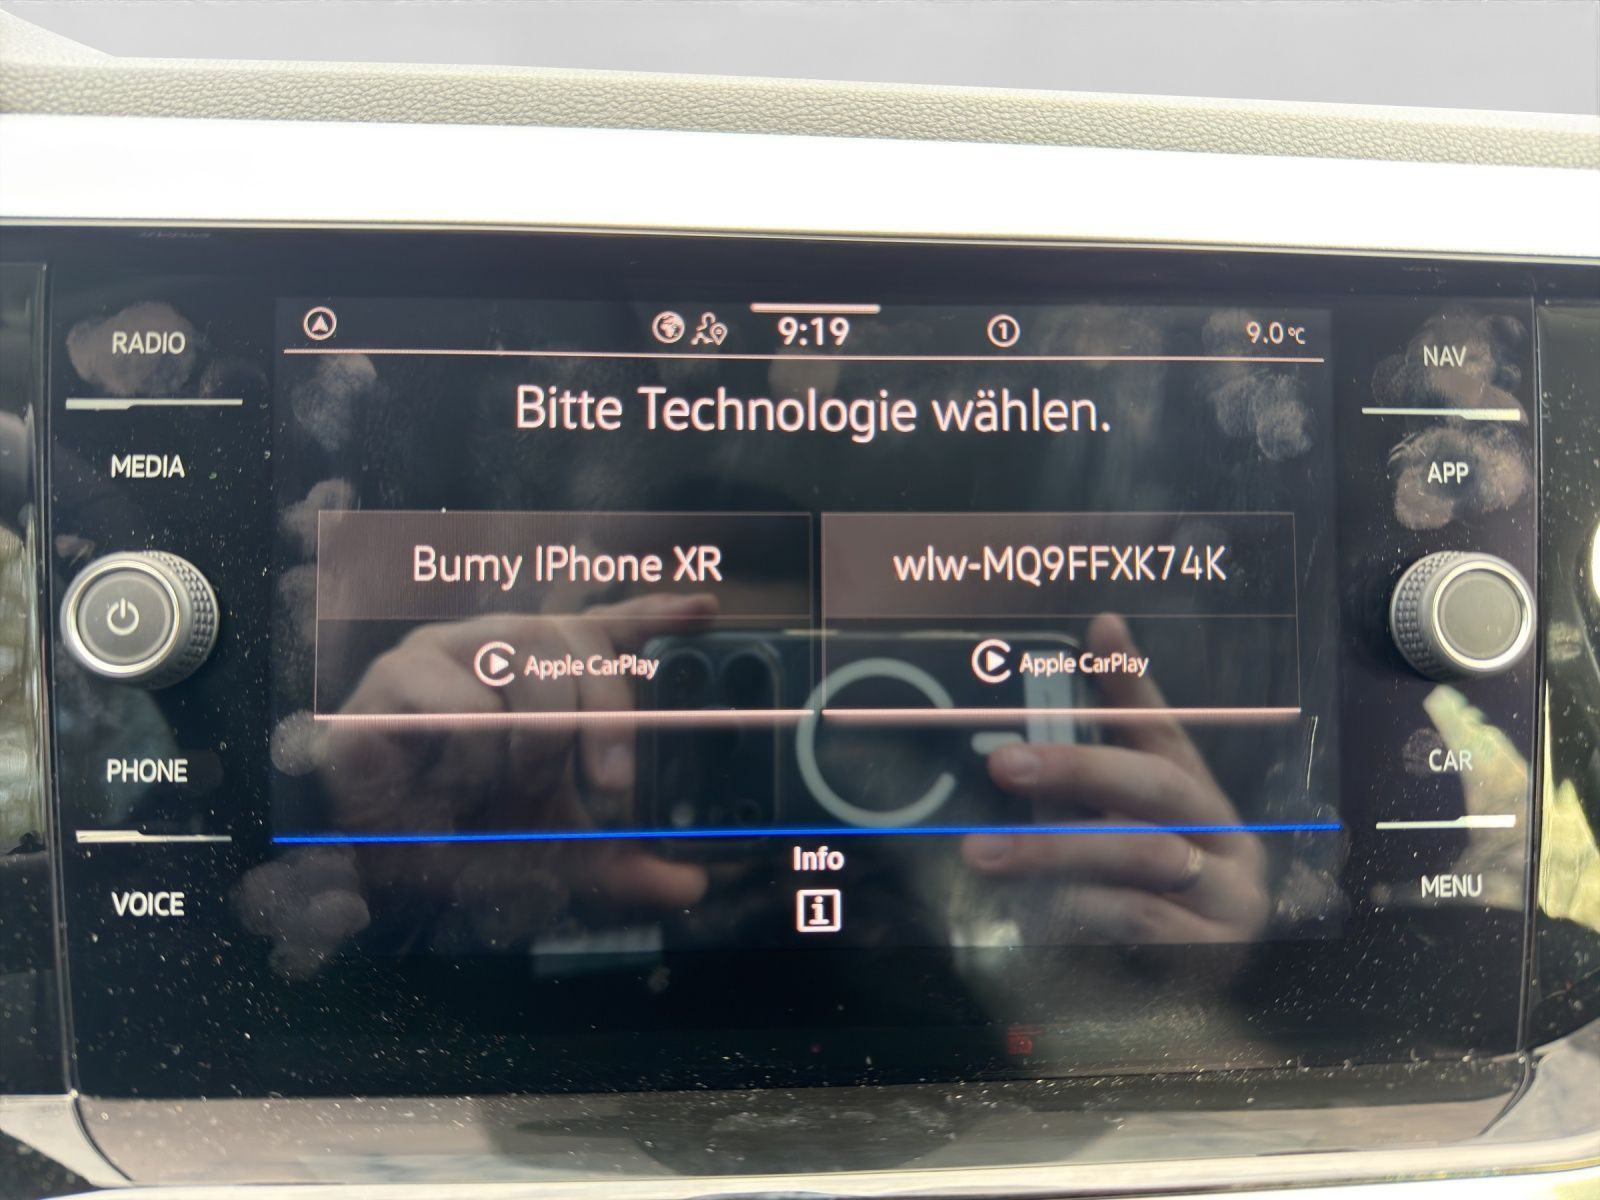 RADIO
MEDIA
PHONE
VOICE
9:19
1
9.0 °C
Bitte Technologie wählen.
Bumy IPhone XR
Apple CarPlay
wlw-MQ9FFXK74K
Apple CarPlay
Info
i
NAV
APP
CAR
MENU